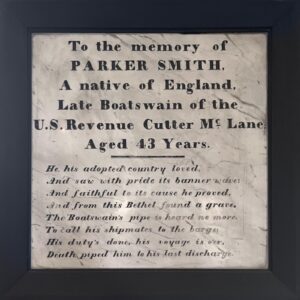 To the memory of
PARKER SMITH.
A native of England,
Late Boatswain of the
U.S. Revenue Cutter Mc Lane
Aged 43 Years.
He, his adopted country loved,
And saw with pride its banner wave;
And faithful to its cause he proved,
And from this Bethel found a grave,
The Boatswain's pipe is heard no more,
To call his shipmates to the barge;
His duty's done, his voyage is o'er,
Death, piped him to his last discharge.